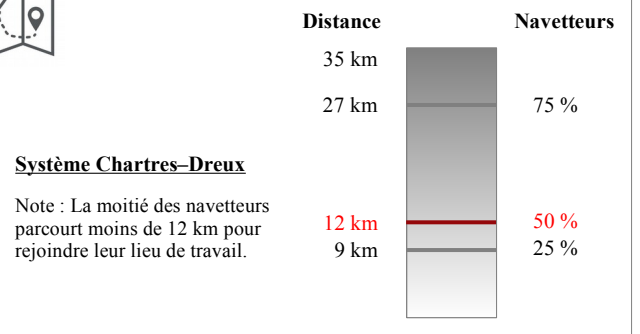 Distance Navetteurs
35 km
27 km 75 %
Système Chartres–Dreux
Note : La moitié des navetteurs
parcourt moins de 12 km pour
rejoindre leur lieu de travail.
12 km 50 %
9 km 25 %